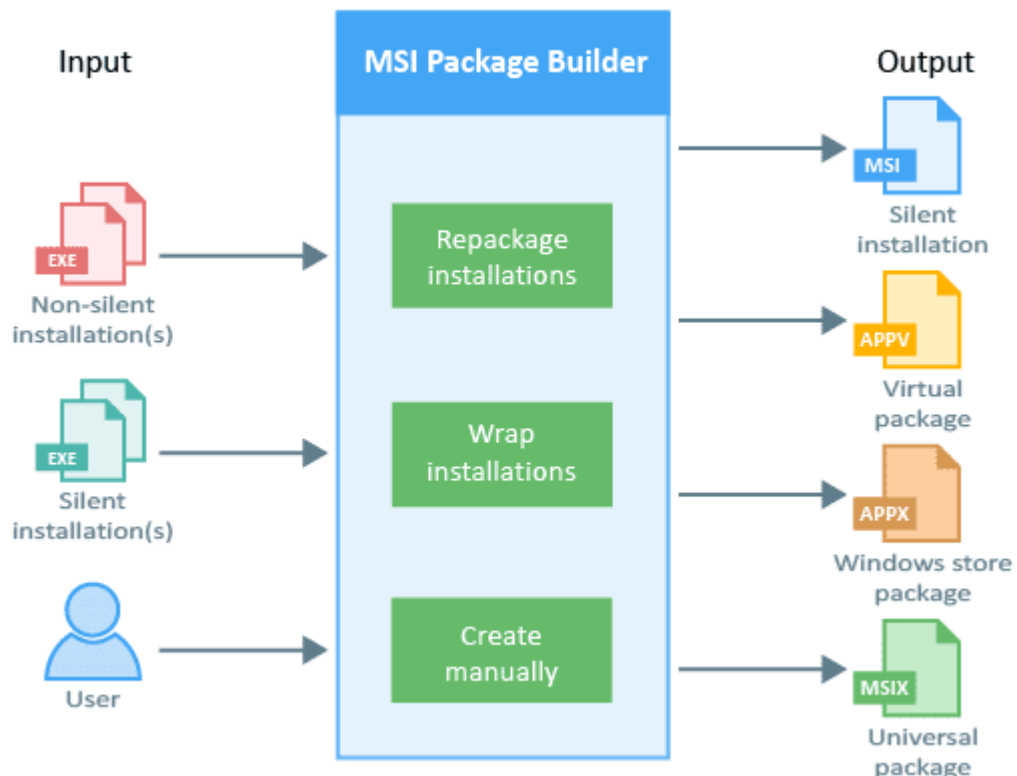 Input
MSI Package Builder
Output
EXE
Non-silent
installation(s)
EXE
Silent
installation(s)
User
Repackage
installations
Wrap
installations
Create
manually
MSI
Silent
installation
APPV
Virtual
package
APPX
Windows store
package
MSIX
Universal
package